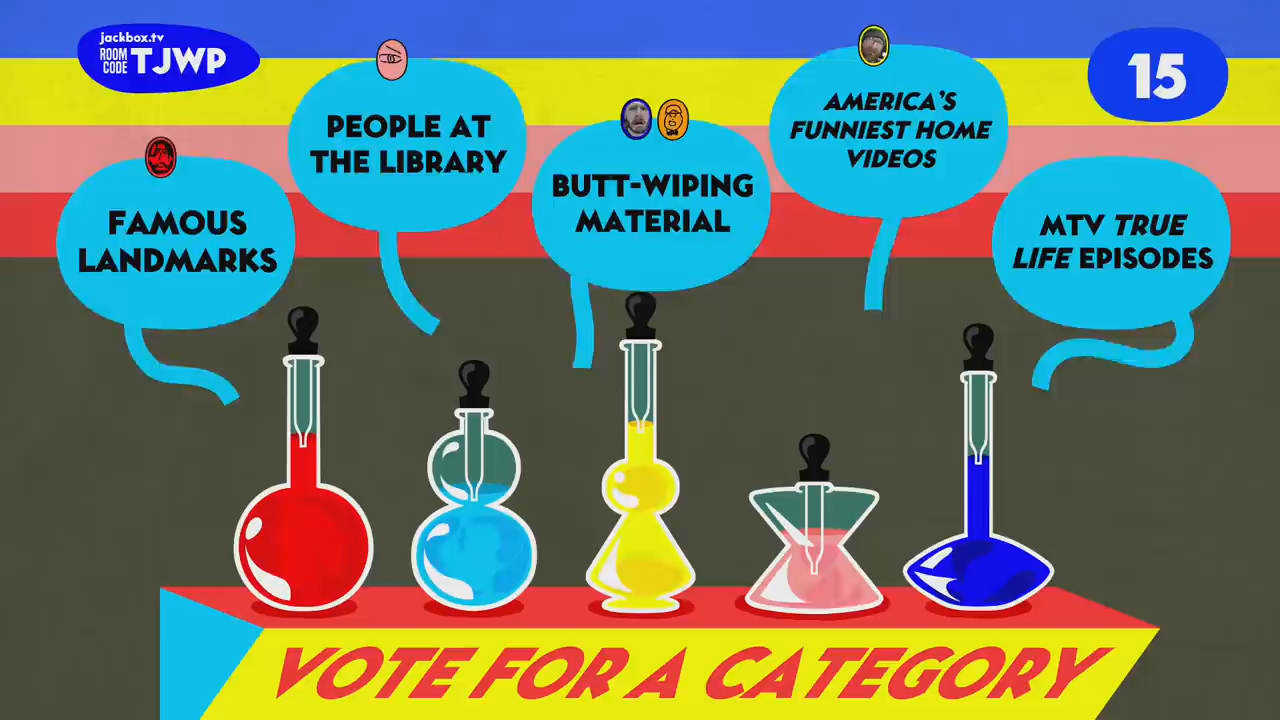 jackbox.tv
ROOM
CODE
TJWP
15
FAMOUS
LANDMARKS
PEOPLE AT
THE LIBRARY
BUTT-WIPING
MATERIAL
AMERICA'S
FUNNIEST HOME
VIDEOS
MTV TRUE
LIFE EPISODES
VOTE FOR A CATEGORY